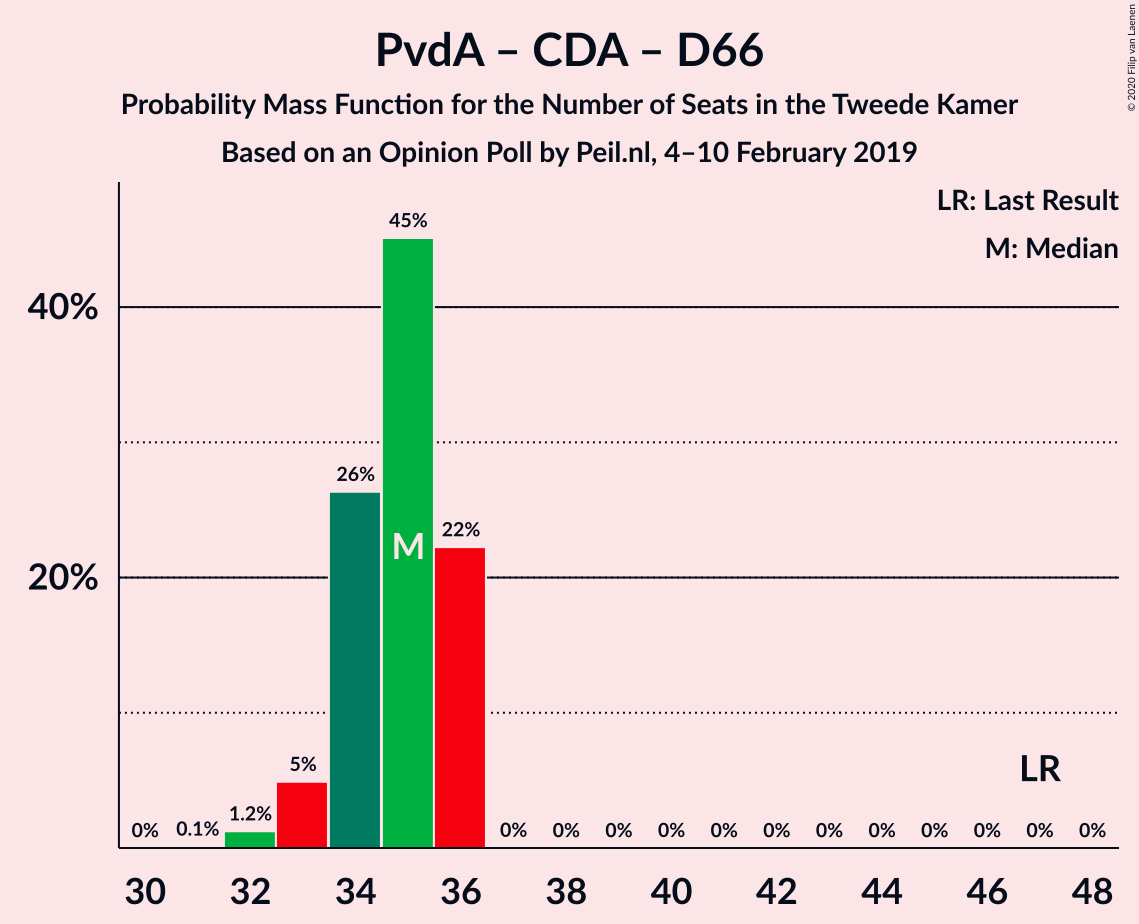 PvdA – CDA – D66
Probability Mass Function for the Number of Seats in the Tweede Kamer
Based on an Opinion Poll by Peil.nl, 4–10 February 2019
© 2020 Filip van Laenen
LR: Last Result
M: Median
45%
40%
26%
22%
M
20%
LR
5%
1.2%
0% 0.1% 0% 0% 0% 0% 0% 0% 0% 0% 0% 0% 0% 0%
30 32 34 36 38 40 42 44 46 48